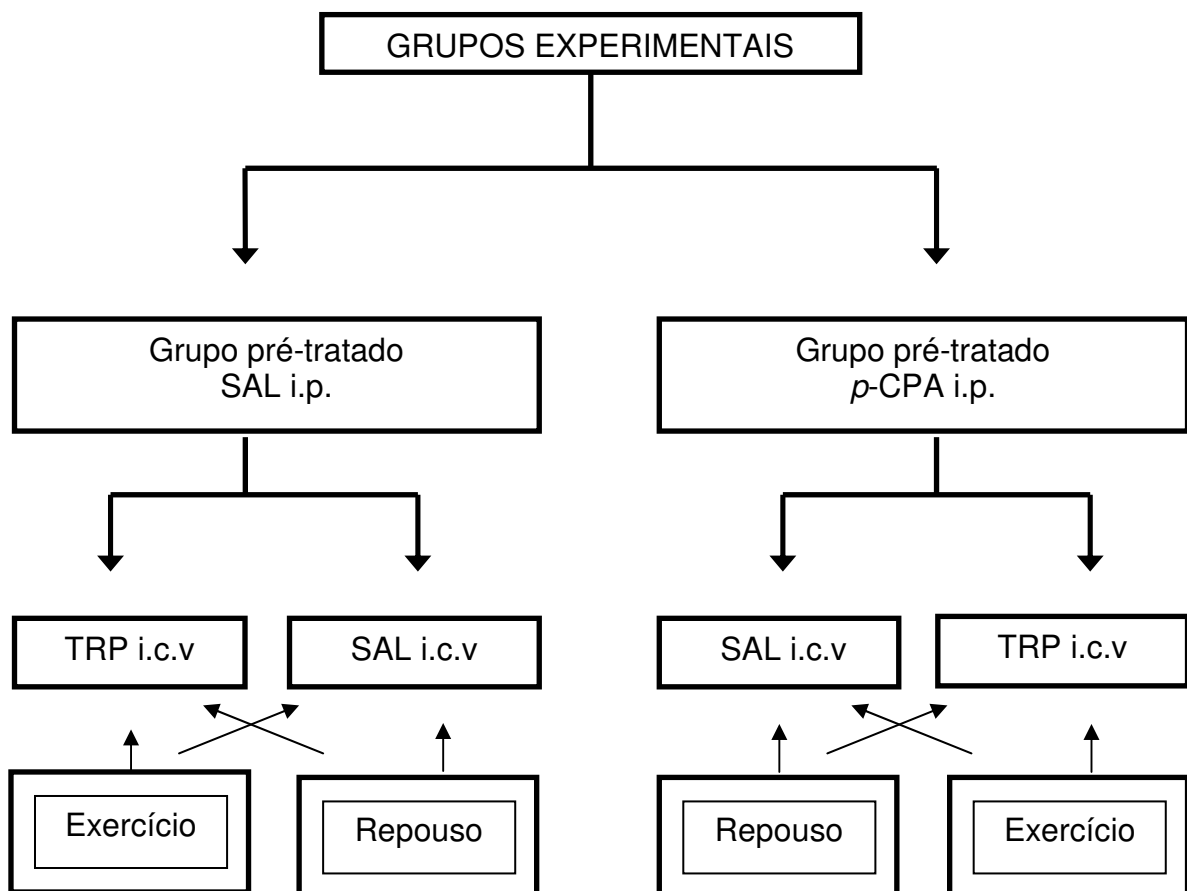 GRUPOS EXPERIMENTAIS
Grupo pré-tratado
SAL i.p.
Grupo pré-tratado
p-CPA i.p.
TRP i.c.v
SAL i.c.v
SAL i.c.v
TRP i.c.v
Exercício
Repouso
Repouso
Exercício